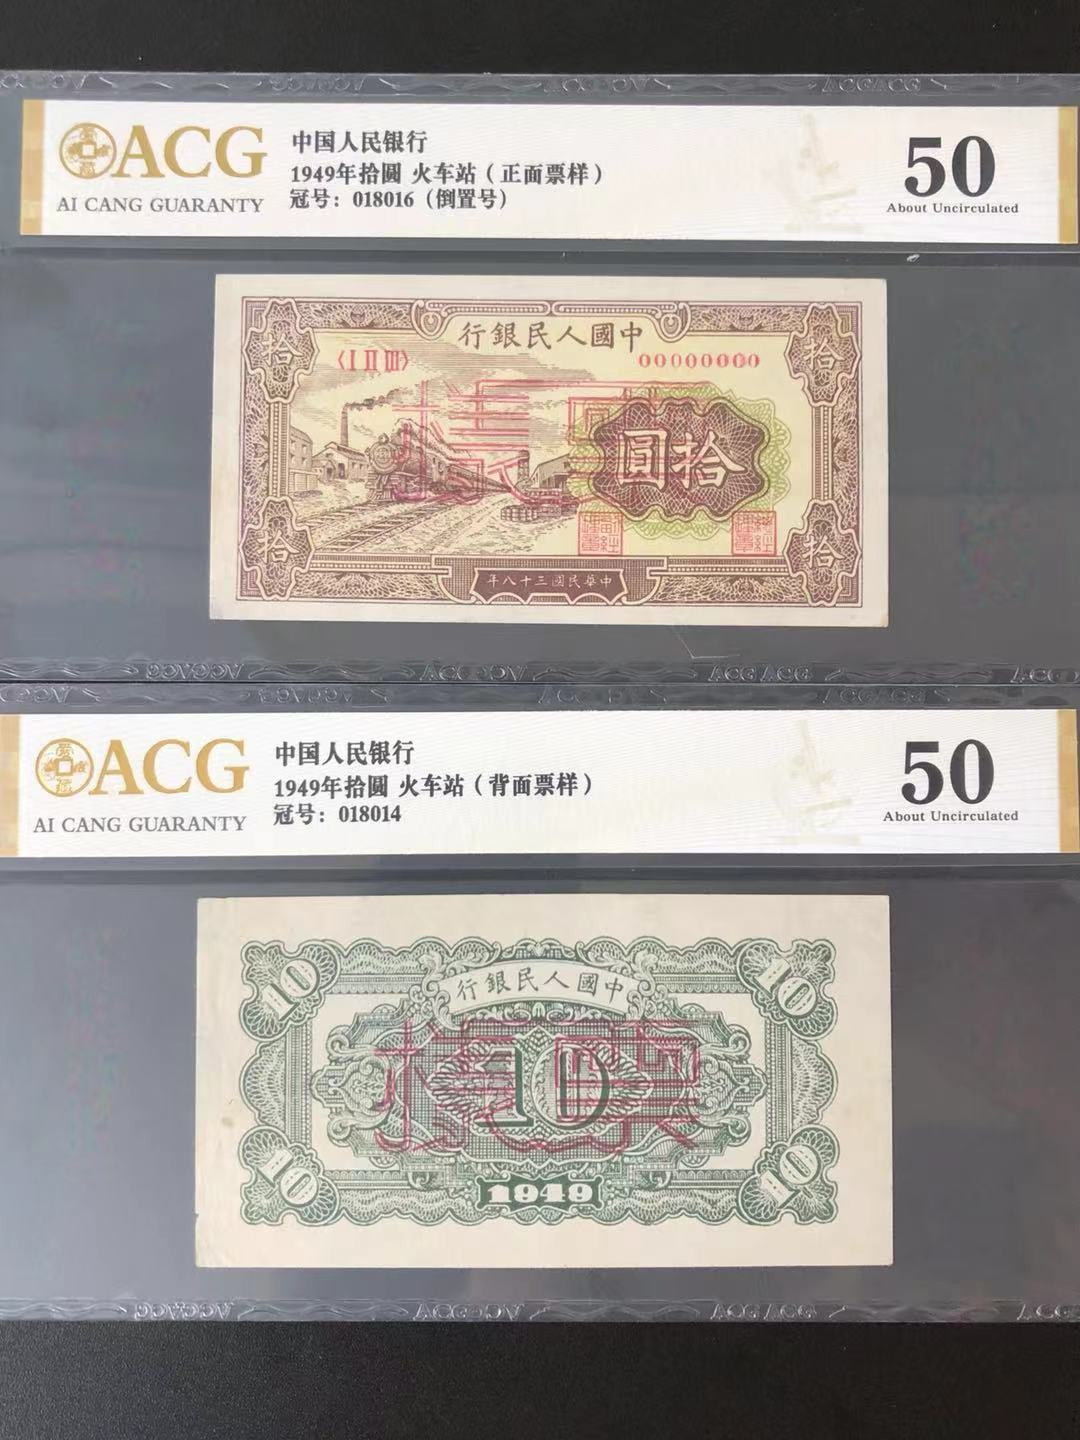 ACG
AI CANG GUARANTY
中国人民银行
1949年拾圆 火车站（正面票样）
冠号：018016（倒置号）
50
About Uncirculated
行銀民人國中
拾
拾
〈I II III〉
00000000
樣票
圓拾
拾
拾
年八十三國民華中
ACG
AI CANG GUARANTY
中国人民银行
1949年拾圆 火车站（背面票样）
冠号：018014
50
About Uncirculated
行銀民人國中
10
10
樣票
10
10
10
1949